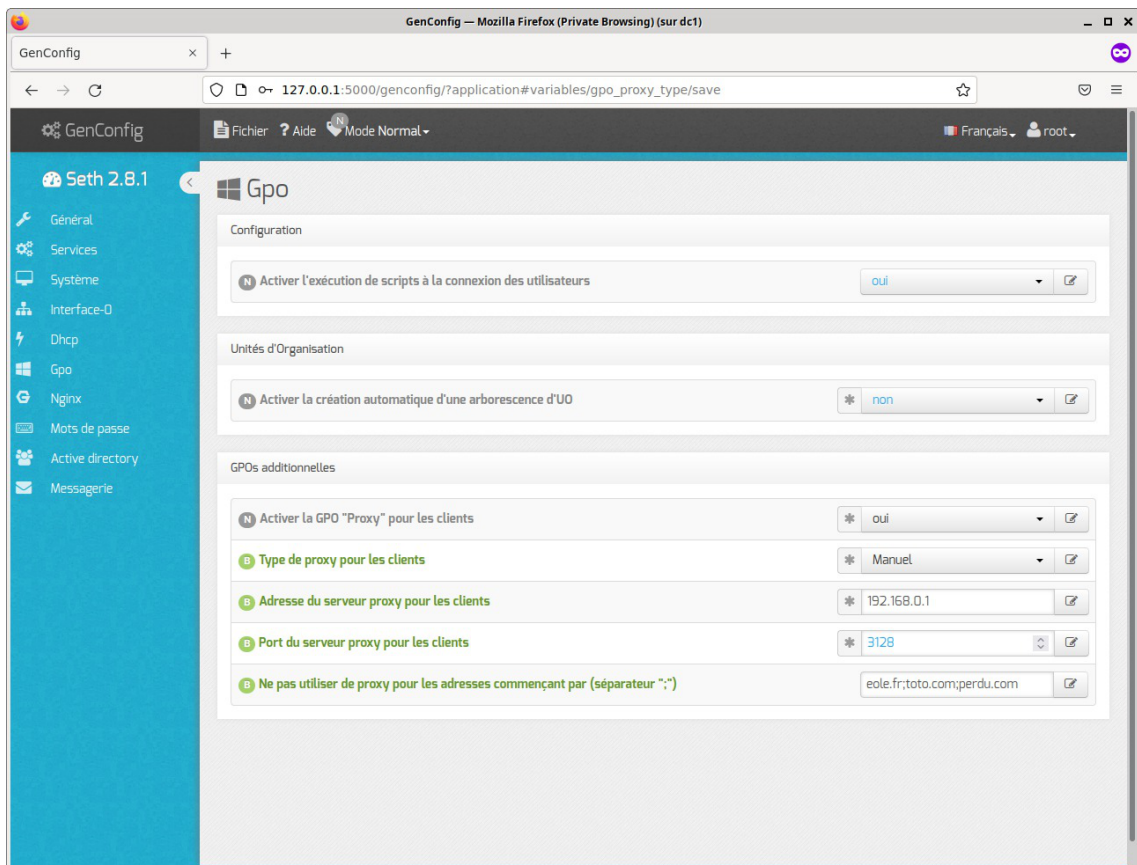 GenConfig — Mozilla Firefox (Private Browsing) (sur dc1)
GenConfig
127.0.0.1:5000/genconfig/?application#variables/gpo_proxy_type/save
GenConfig Fichier ? Aide N Mode Normal Français root
Seth 2.8.1
Général
Services
Système
Interface-0
Dhcp
Gpo
Nginx
Mots de passe
Active directory
Messagerie
Gpo
Configuration
N Activer l'exécution de scripts à la connexion des utilisateurs oui
Unités d'Organisation
N Activer la création automatique d'une arborescence d'UO * non
GPOs additionnelles
N Activer la GPO "Proxy" pour les clients * oui
B Type de proxy pour les clients * Manuel
B Adresse du serveur proxy pour les clients * 192.168.0.1
B Port du serveur proxy pour les clients * 3128
B Ne pas utiliser de proxy pour les adresses commençant par (séparateur ";") eole.fr;toto.com;perdu.com